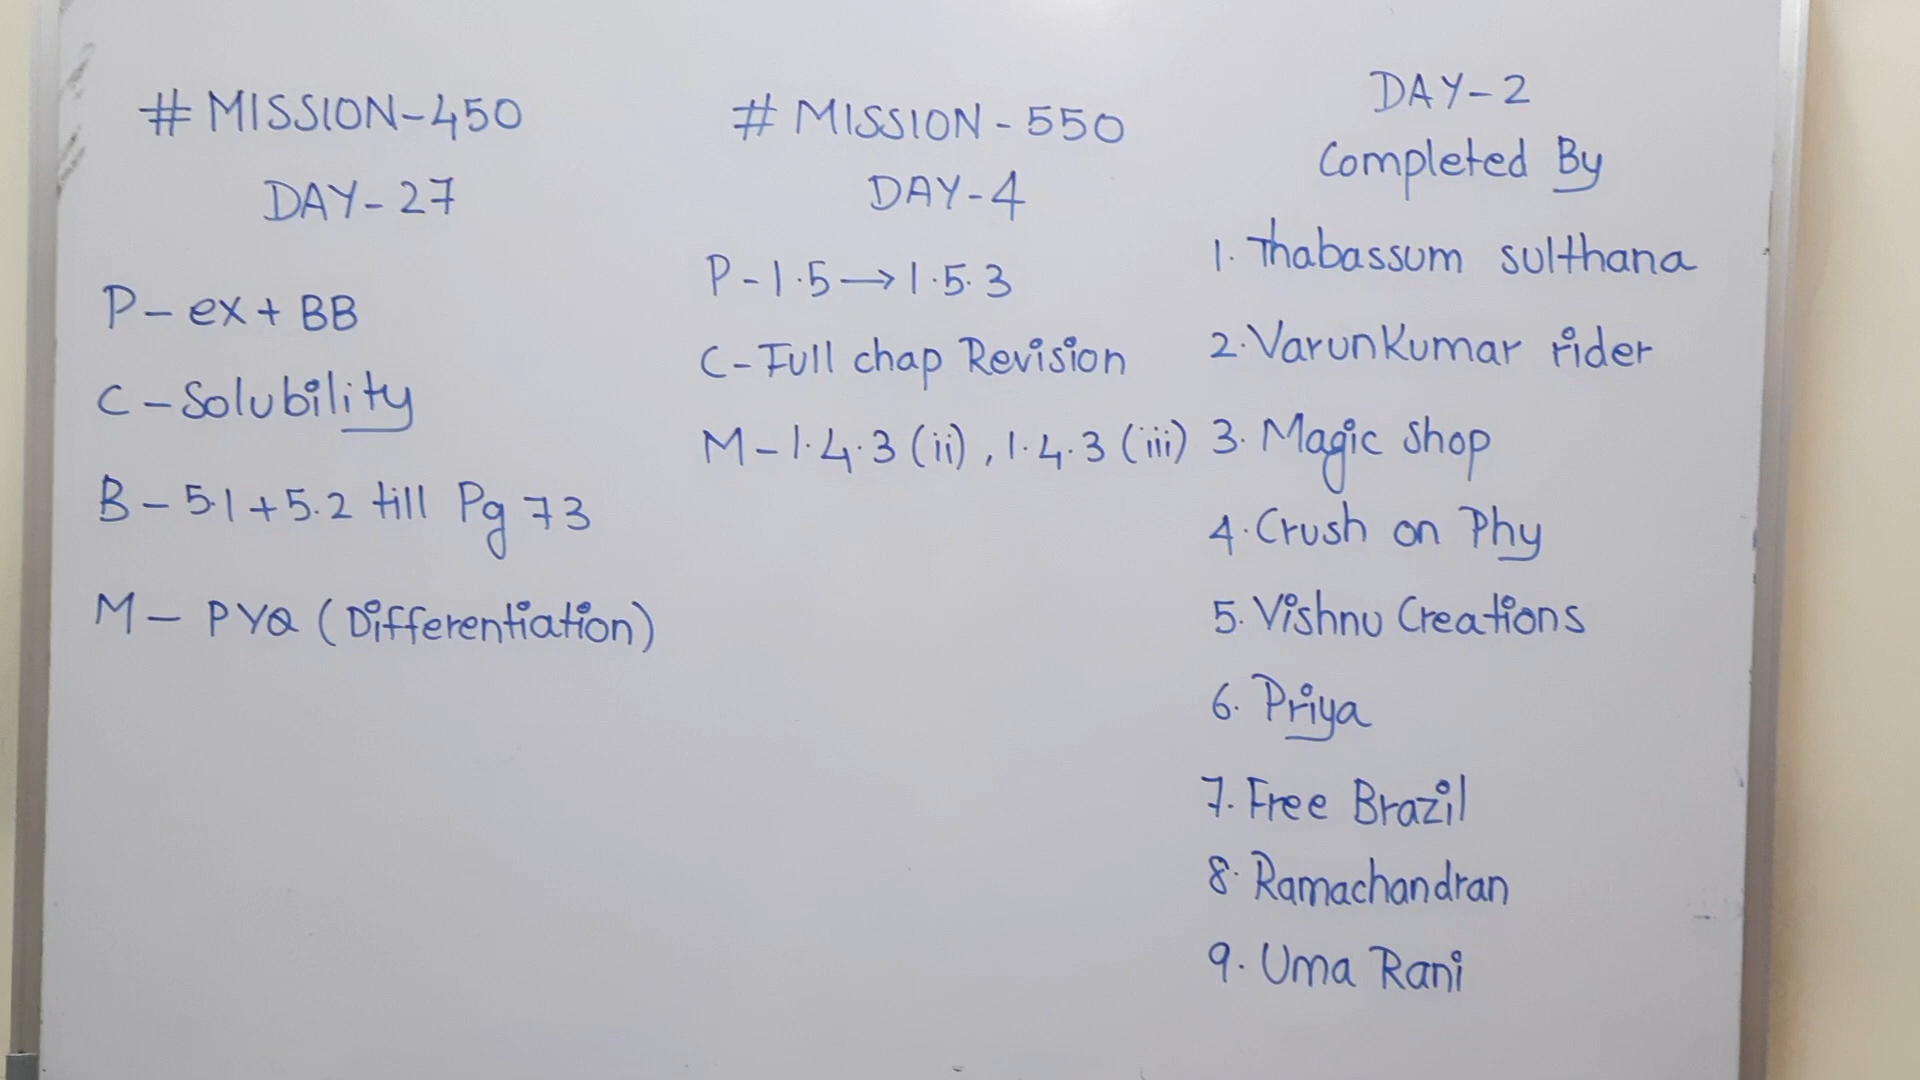 # MISSION-450
DAY-27
P- ex + BB
C-Solubility
B- 5.1+5.2 till Pg 73
M- PYQ (Differentiation)
# MISSION-550
DAY-4
P-1.5→1.5.3
C-Full chap Revision
M-1.4.3 (ii), 1.4.3 (iii)
DAY-2
Completed By
1. Thabassum sulthana
2. VarunKumar rider
3. Magic shop
4. Crush on Phy
5. Vishnu Creations
6. Priya
7. Free Brazil
8. Ramachandran
9. Uma Rani